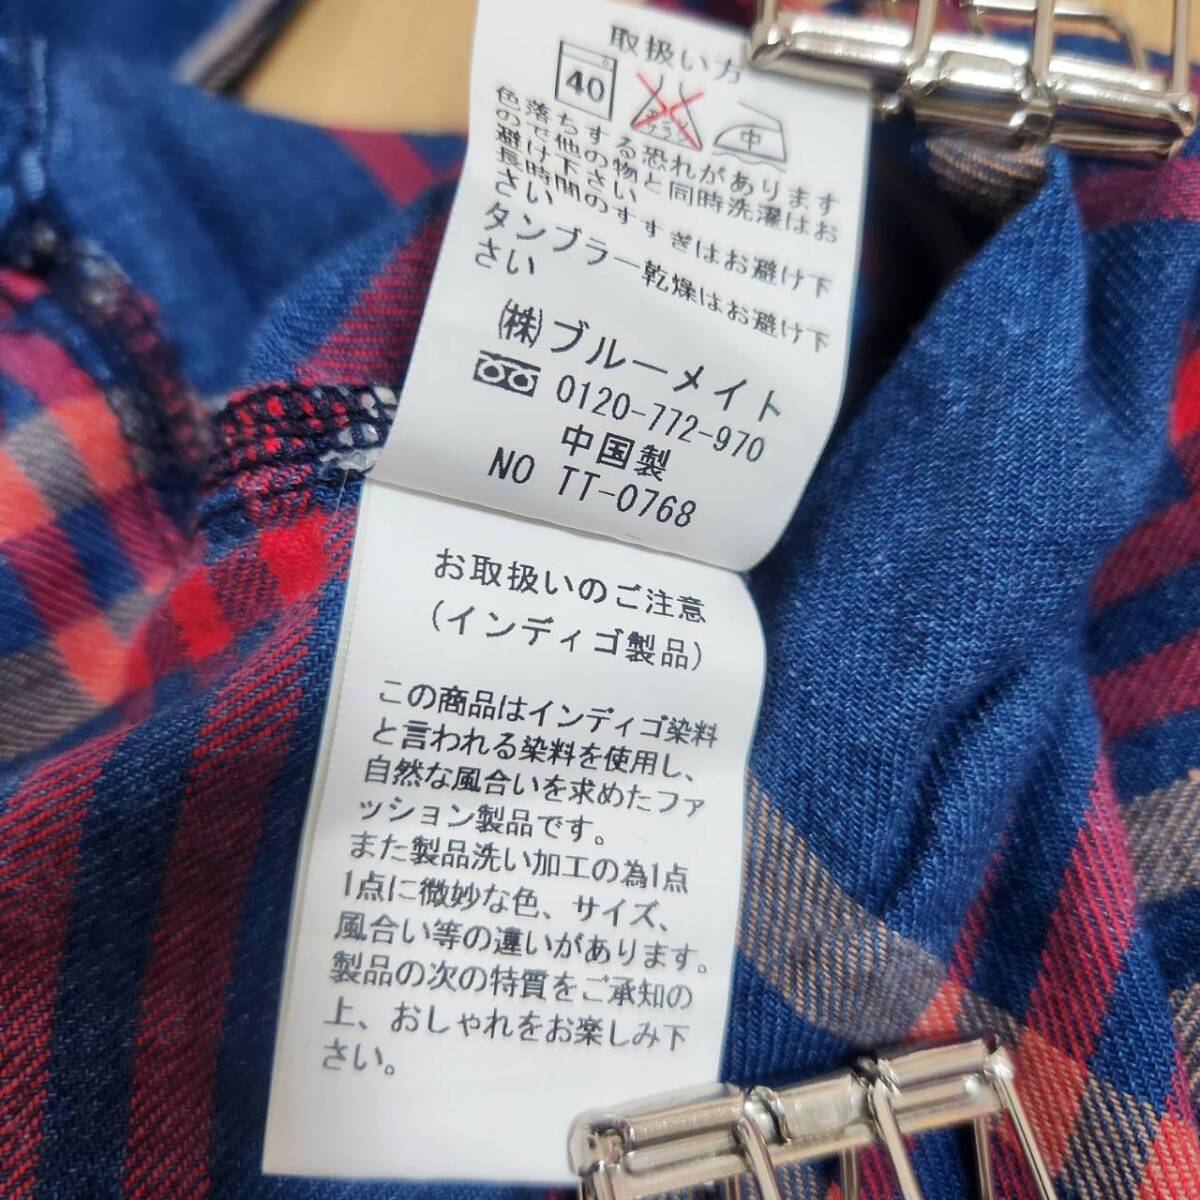 取扱い方
40
エンソ
サラシ
中
色落ちする恐れがあります
ので他の物と同時洗濯はお
避け下さい
長時間のすすぎはお避け下
さい
タンブラー乾燥はお避け下
さい
㈱ブルーメイト
0120-772-970
中国製
NO TT-0768
お取扱いのご注意
(インディゴ製品)
この商品はインディゴ染料
と言われる染料を使用し、
自然な風合いを求めたファ
ッション製品です。
また製品洗い加工の為1点
1点に微妙な色、サイズ、
風合い等の違いがあります。
製品の次の特質をご承知の
上、おしゃれをお楽しみ下
さい。